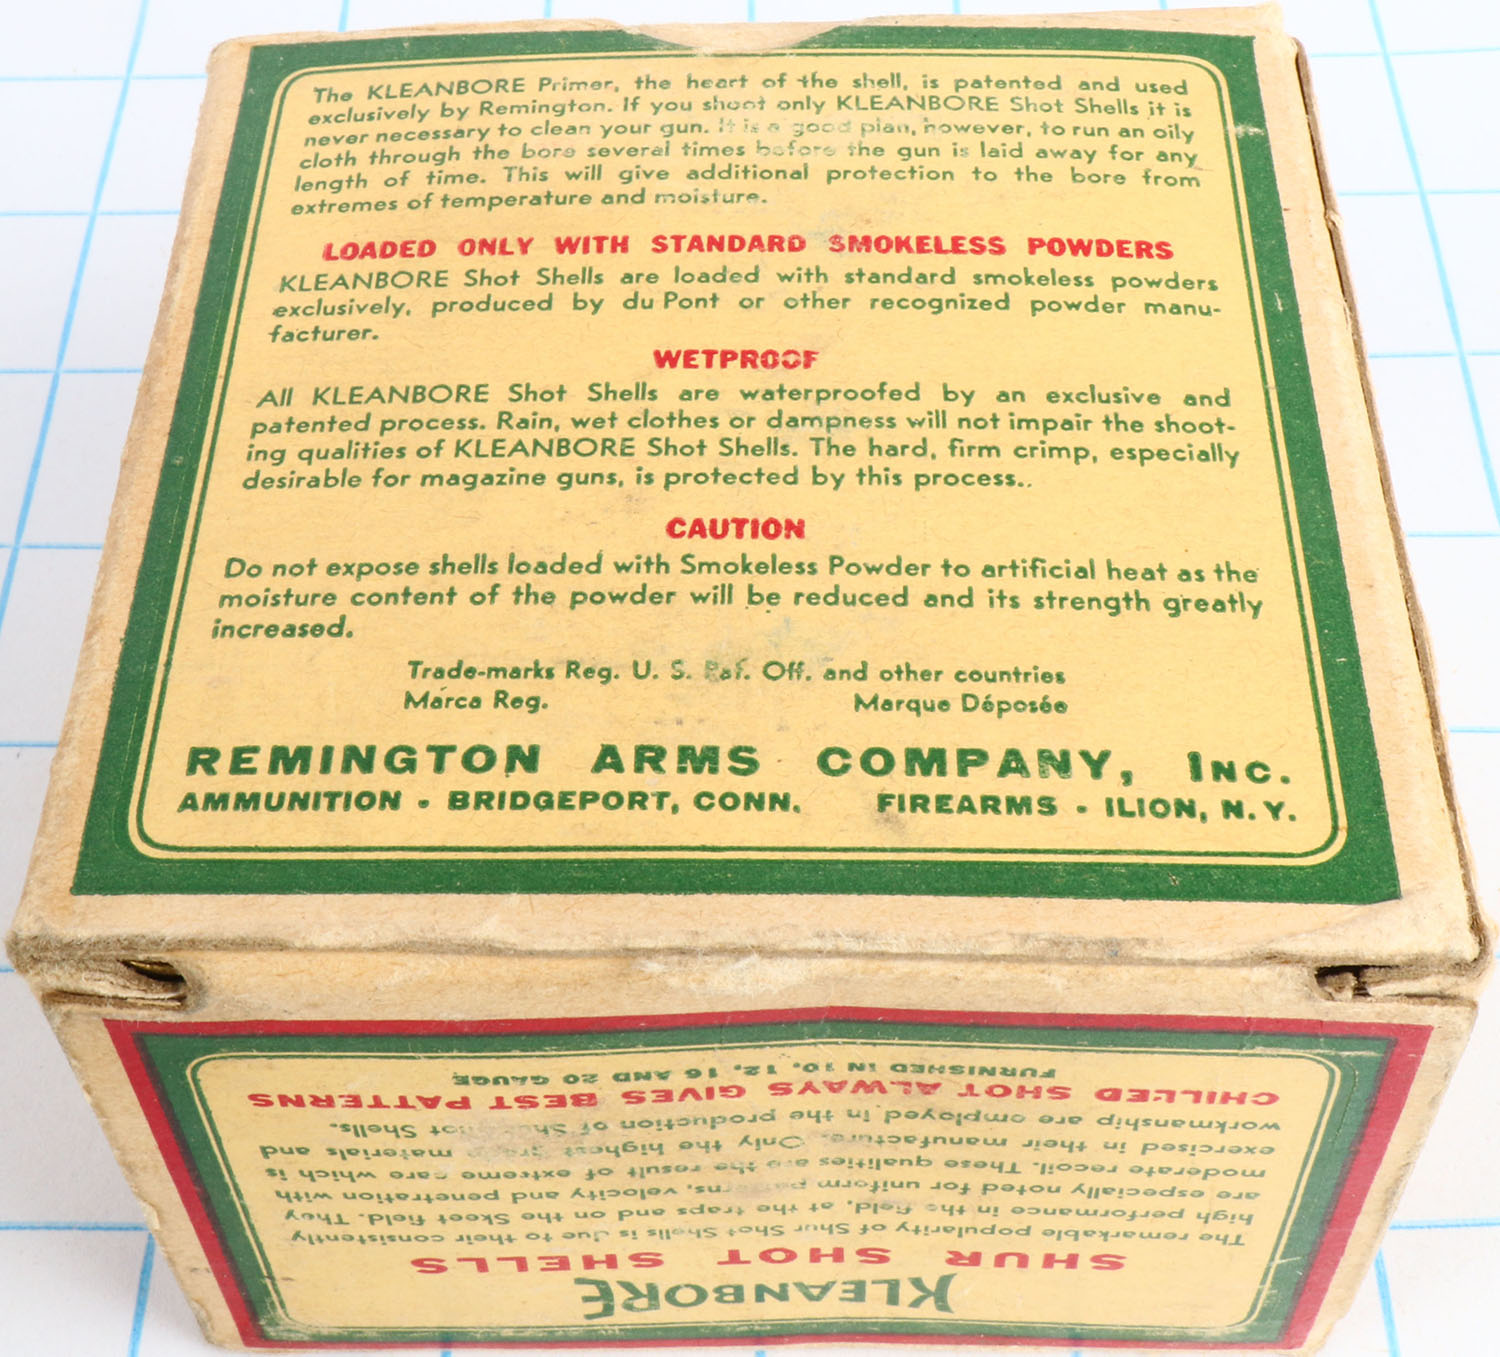 The KLEANBORE Primer, the heart of the shell, is patented and used
exclusively by Remington. If you shoot only KLEANBORE Shot Shells it is
never necessary to clean your gun. It is a good plan, however, to run an oily
cloth through the bore several times before the gun is laid away for any
length of time. This will give additional protection to the bore from
extremes of temperature and moisture.
LOADED ONLY WITH STANDARD SMOKELESS POWDERS
KLEANBORE Shot Shells are loaded with standard smokeless powders
exclusively, produced by du Pont or other recognized powder manu-
facturer.
WETPROOF
All KLEANBORE Shot Shells are waterproofed by an exclusive and
patented process. Rain, wet clothes or dampness will not impair the shoot-
ing qualities of KLEANBORE Shot Shells. The hard, firm crimp, especially
desirable for magazine guns, is protected by this process..
CAUTION
Do not expose shells loaded with Smokeless Powder to artificial heat as the
moisture content of the powder will be reduced and its strength greatly
increased.
Trade-marks Reg. U. S. Pat. Off. and other countries
Marca Reg. Marque Déposée
REMINGTON ARMS COMPANY, INC.
AMMUNITION • BRIDGEPORT, CONN. FIREARMS • ILION, N. Y.
KLEANBORE
SHUR SHOT SHELLS
The remarkable popularity of Shur Shot Shells is due to their consistently
high performance in the field, at the traps and on the Skeet field. They
are especially noted for uniform patterns, velocity and penetration with
moderate recoil. These qualities are the result of extreme care which is
exercised in their manufacture. Only the highest grade materials and
workmanship are employed in the production of Shur Shot Shells.
CHILLED SHOT ALWAYS GIVES BEST PATTERNS
FURNISHED IN 10, 12, 16 AND 20 GAUGE